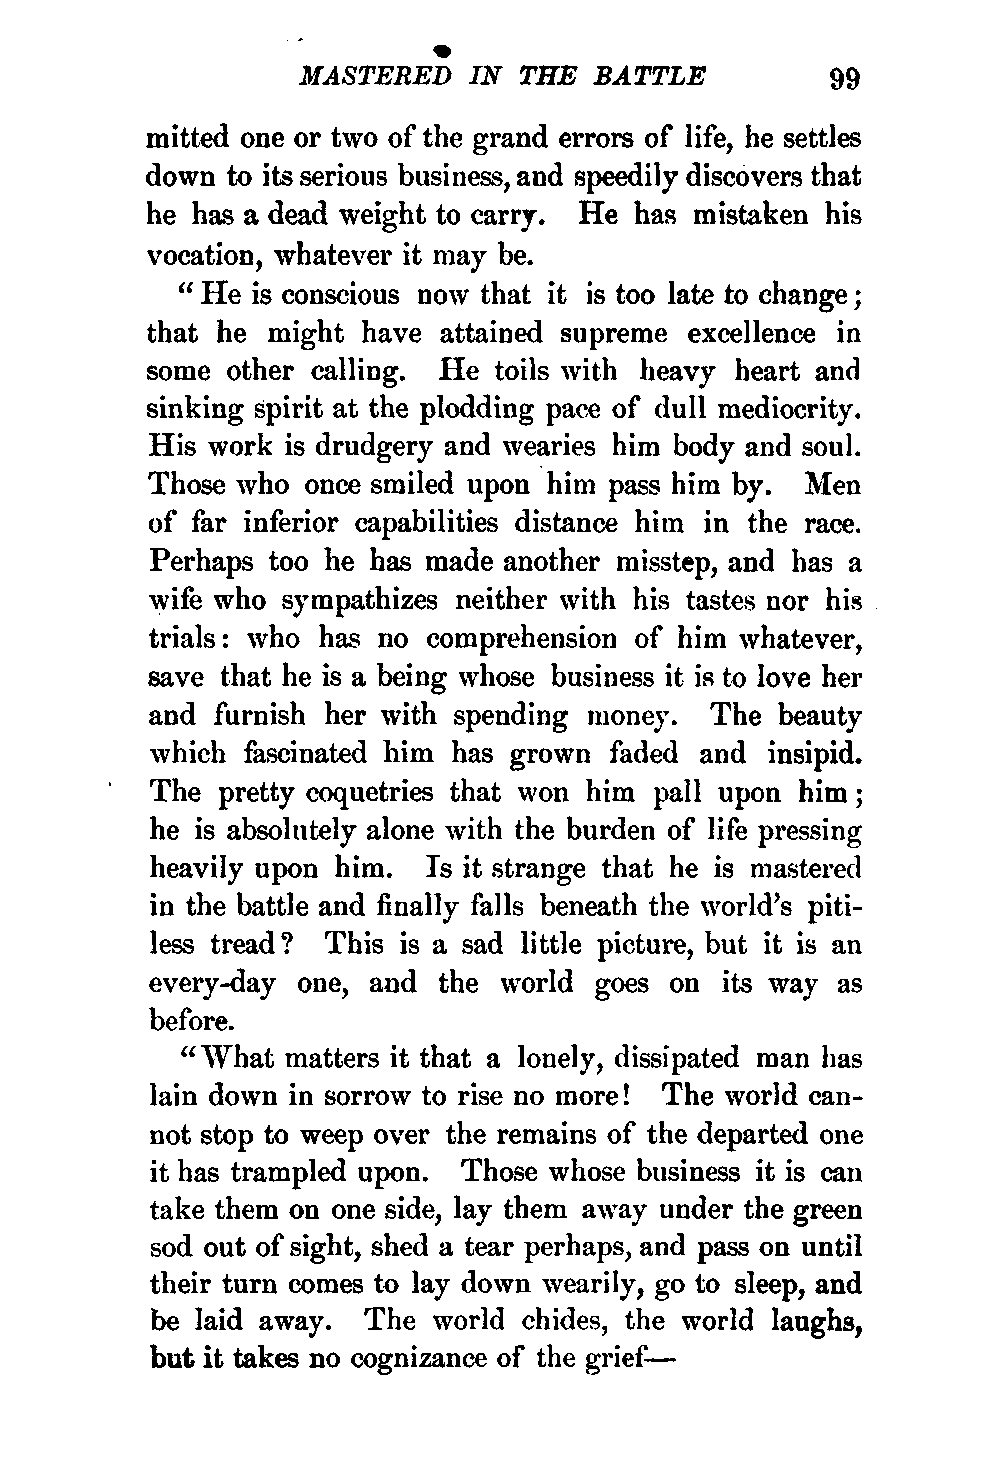 MASTERED IN THE BATTLE 99
mitted one or two of the grand errors of life, he settles
down to its serious business, and speedily discovers that
he has a dead weight to carry. He has mistaken his
vocation, whatever it may be.
“He is conscious now that it is too late to change;
that he might have attained supreme excellence in
some other calling. He toils with heavy heart and
sinking spirit at the plodding pace of dull mediocrity.
His work is drudgery and wearies him body and soul.
Those who once smiled upon him pass him by. Men
of far inferior capabilities distance him in the race.
Perhaps too he has made another misstep, and has a
wife who sympathizes neither with his tastes nor his
trials: who has no comprehension of him whatever,
save that he is a being whose business it is to love her
and furnish her with spending money. The beauty
which fascinated him has grown faded and insipid.
The pretty coquetries that won him pall upon him;
he is absolutely alone with the burden of life pressing
heavily upon him. Is it strange that he is mastered
in the battle and finally falls beneath the world’s piti-
less tread? This is a sad little picture, but it is an
every-day one, and the world goes on its way as
before.
“What matters it that a lonely, dissipated man has
lain down in sorrow to rise no more! The world can-
not stop to weep over the remains of the departed one
it has trampled upon. Those whose business it is can
take them on one side, lay them away under the green
sod out of sight, shed a tear perhaps, and pass on until
their turn comes to lay down wearily, go to sleep, and
be laid away. The world chides, the world laughs,
but it takes no cognizance of the grief—